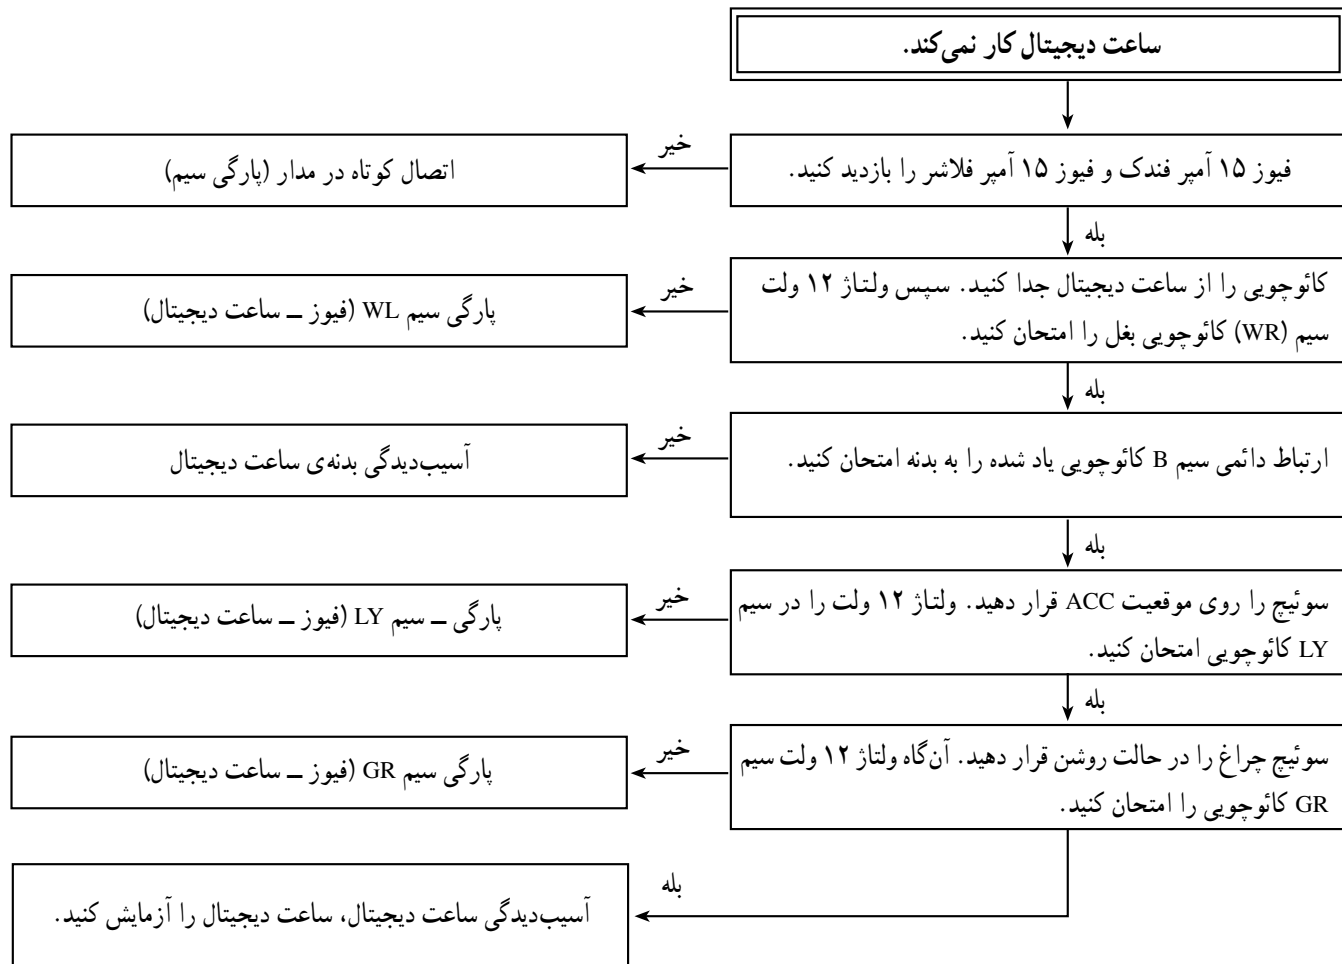 ساعت دیجیتال کار نمی‌کند.
فیوز ۱۵ آمپر فندک و فیوز ۱۵ آمپر فلاشر را بازدید کنید.
خیر
اتصال کوتاه در مدار (پارگی سیم)
بله
کائوچویی را از ساعت دیجیتال جدا کنید. سپس ولتاژ ۱۲ ولت
سیم (WR) کائوچویی بغل را امتحان کنید.
خیر
پارگی سیم WL (فیوز ــ ساعت دیجیتال)
بله
ارتباط دائمی سیم B کائوچویی یاد شده را به بدنه امتحان کنید.
خیر
آسیب‌دیدگی بدنه‌ی ساعت دیجیتال
بله
سوئیچ را روی موقعیت ACC قرار دهید. ولتاژ ۱۲ ولت را در سیم
LY کائوچویی امتحان کنید.
خیر
پارگی ــ سیم LY (فیوز ــ ساعت دیجیتال)
بله
سوئیچ چراغ را در حالت روشن قرار دهید. آن‌گاه ولتاژ ۱۲ ولت سیم
GR کائوچویی را امتحان کنید.
خیر
پارگی سیم GR (فیوز ــ ساعت دیجیتال)
بله
آسیب‌دیدگی ساعت دیجیتال، ساعت دیجیتال را آزمایش کنید.